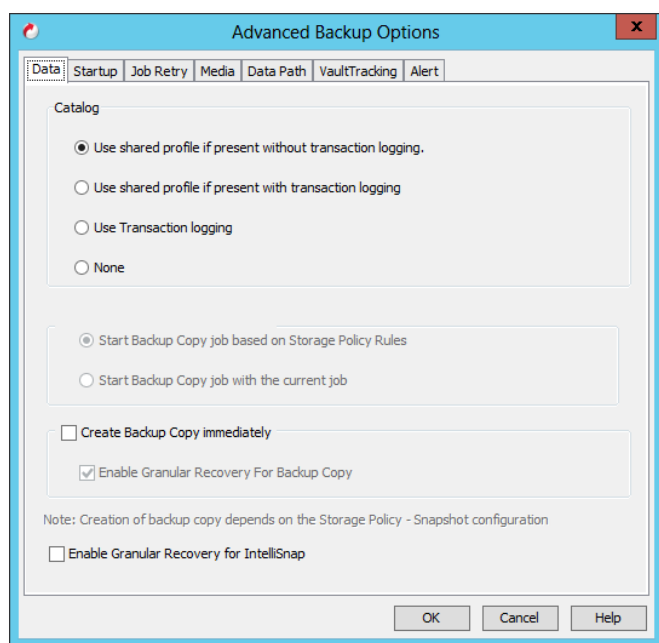 Advanced Backup Options
x
Data Startup Job Retry Media Data Path VaultTracking Alert
Catalog
Use shared profile if present without transaction logging.
Use shared profile if present with transaction logging
Use Transaction logging
None
Start Backup Copy job based on Storage Policy Rules
Start Backup Copy job with the current job
Create Backup Copy immediately
Enable Granular Recovery For Backup Copy
Note: Creation of backup copy depends on the Storage Policy - Snapshot configuration
Enable Granular Recovery for IntelliSnap
OK Cancel Help